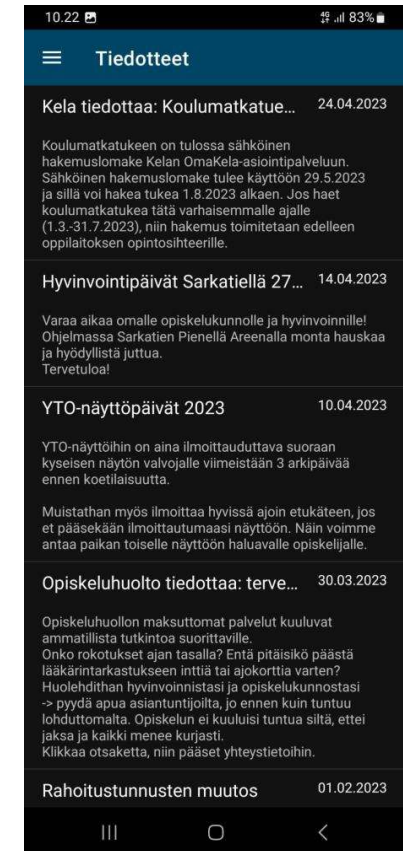 10.22 4G 83%
Tiedotteet
Kela tiedottaa: Koulumatkatue... 24.04.2023
Koulumatkatukeen on tulossa sähköinen
hakemuslomake Kelan OmaKela-asiointipalveluun.
Sähköinen hakemuslomake tulee käyttöön 29.5.2023
ja sillä voi hakea tukea 1.8.2023 alkaen. Jos haet
koulumatkatukea tätä varhaisemmalle ajalle
(1.3.-31.7.2023), niin hakemus toimitetaan edelleen
oppilaitoksen opintosihteerille.
Hyvinvointipäivät Sarkatiellä 27... 14.04.2023
Varaa aikaa omalle opiskelukunnolle ja hyvinvoinnille!
Ohjelmassa Sarkatien Pienellä Areenalla monta hauskaa
ja hyödyllistä juttua.
Tervetuloa!
YTO-näyttöpäivät 2023 10.04.2023
YTO-näyttöihin on aina ilmoittauduttava suoraan
kyseisen näytön valvojalle viimeistään 3 arkipäivää
ennen koetilaisuutta.
Muistathan myös ilmoittaa hyvissä ajoin etukäteen, jos
et pääsekään ilmoittautumaasi näyttöön. Näin voimme
antaa paikan toiselle näyttöön haluavalle opiskelijalle.
Opiskeluhuolto tiedottaa: terve... 30.03.2023
Opiskeluhuollon maksuttomat palvelut kuuluvat
ammatillista tutkintoa suorittaville.
Onko rokotukset ajan tasalla? Entä pitäisikö päästä
lääkärintarkastukseen inttiä tai ajokorttia varten?
Huolehdithan hyvinvoinnistasi ja opiskelukunnostasi
-> pyydä apua asiantuntijoilta, jo ennen kuin tuntuu
lohduttomalta. Opiskelun ei kuuluisi tuntua siltä, ettei
jaksa ja kaikki menee kurjasti.
Klikkaa otsaketta, niin pääset yhteystietoihin.
Rahoitustunnusten muutos 01.02.2023